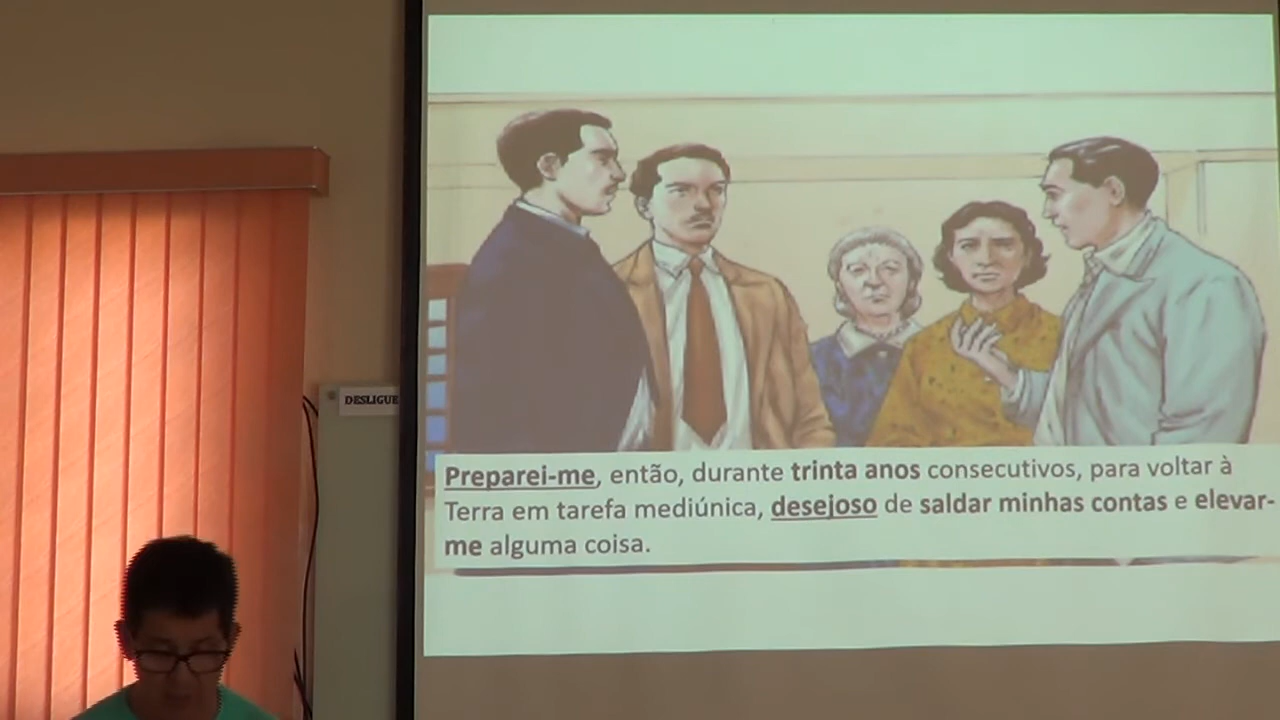 DESLIGUE
Preparei-me, então, durante trinta anos consecutivos, para voltar à
Terra em tarefa mediúnica, desejoso de saldar minhas contas e elevar-
me alguma coisa.